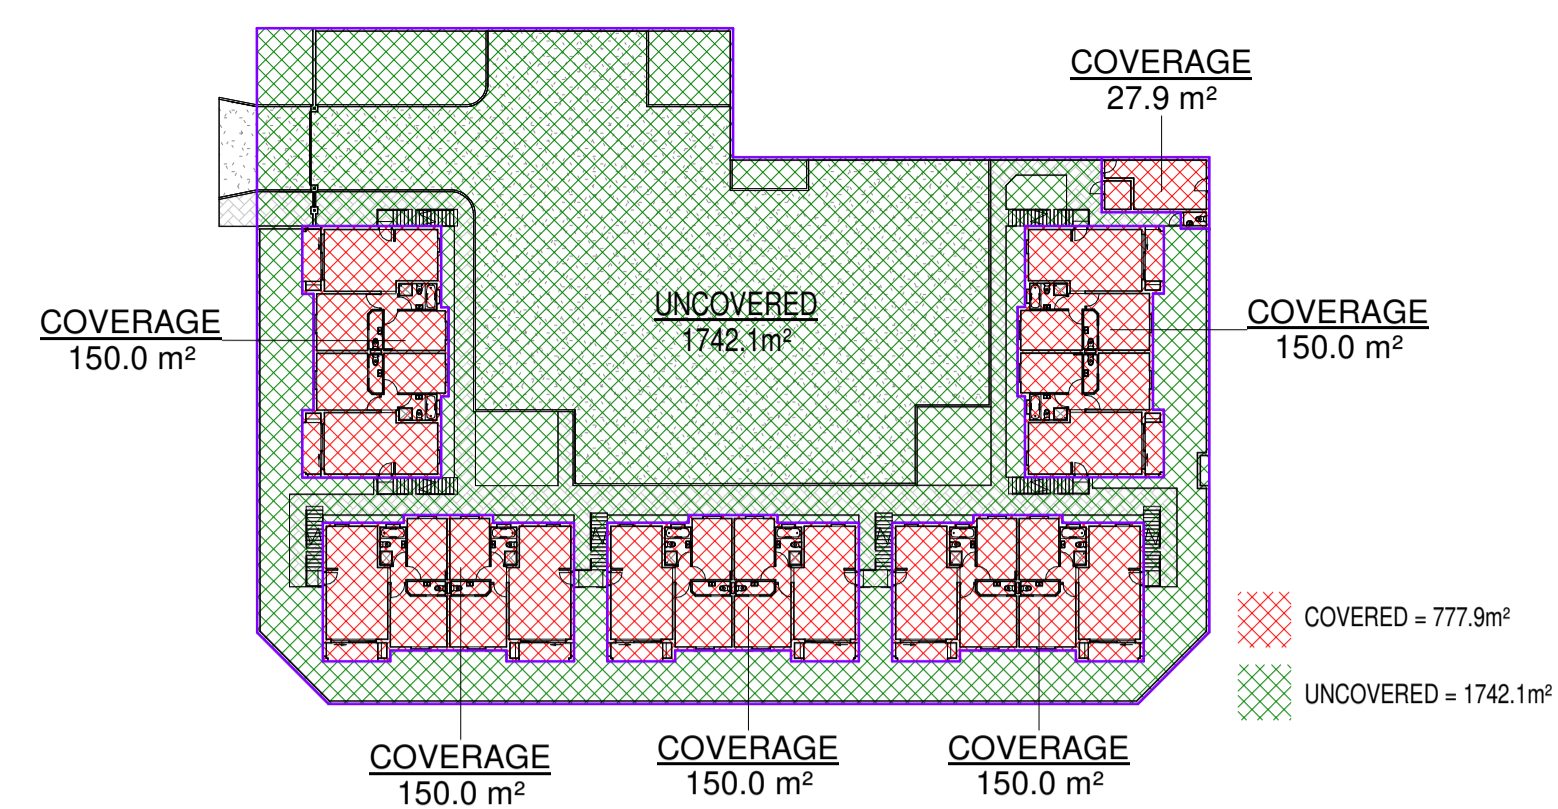 COVERAGE
27.9 m²
UNCOVERED
1742.1m²
COVERAGE
150.0 m²
COVERAGE
150.0 m²
COVERED = 777.9m²
UNCOVERED = 1742.1m²
COVERAGE
150.0 m²
COVERAGE
150.0 m²
COVERAGE
150.0 m²